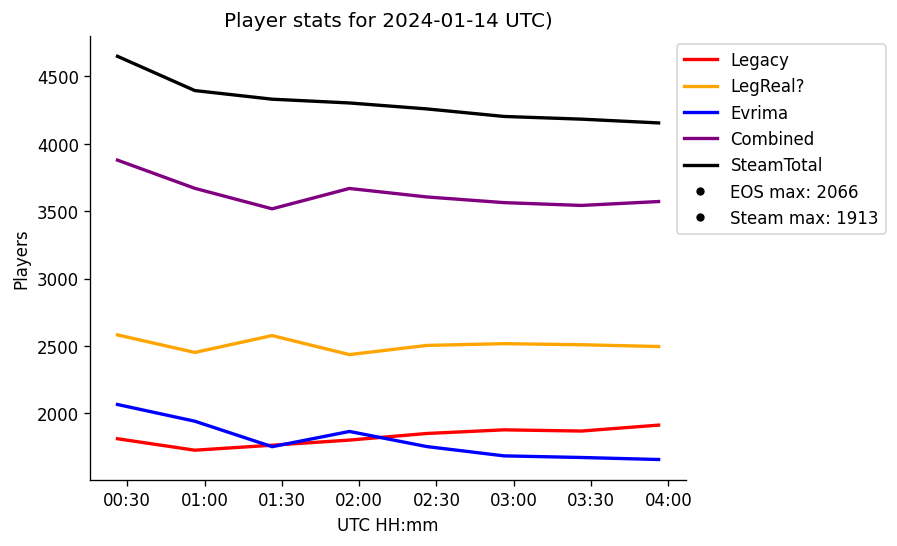 Player stats for 2024-01-14 UTC)
Players
4500
4000
3500
3000
2500
2000
00:30 01:00 01:30 02:00 02:30 03:00 03:30 04:00
UTC HH:mm
Legacy
LegReal?
Evrima
Combined
SteamTotal
EOS max: 2066
Steam max: 1913